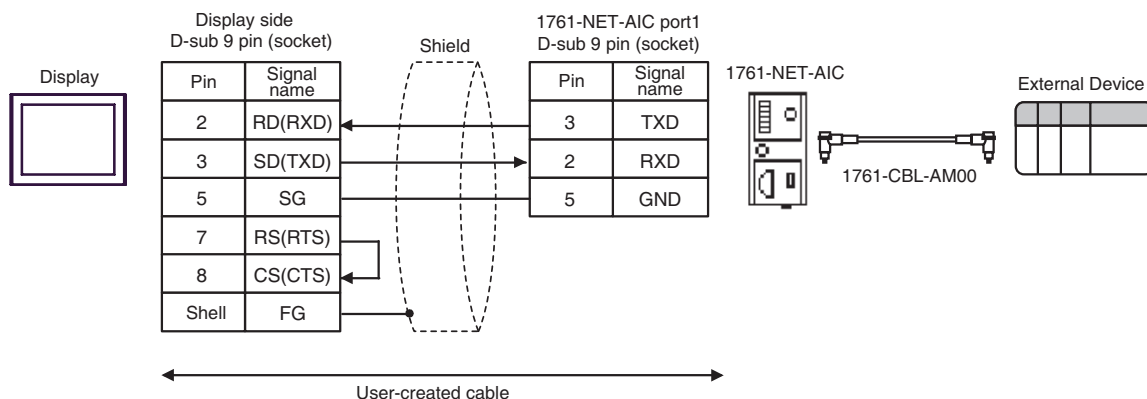 Display side
D-sub 9 pin (socket)
Shield
1761-NET-AIC port1
D-sub 9 pin (socket)
Display
1761-NET-AIC
External Device
Pin Signal name
2 RD(RXD)
3 SD(TXD)
5 SG
7 RS(RTS)
8 CS(CTS)
Shell FG
Pin Signal name
3 TXD
2 RXD
5 GND
1761-CBL-AM00
User-created cable